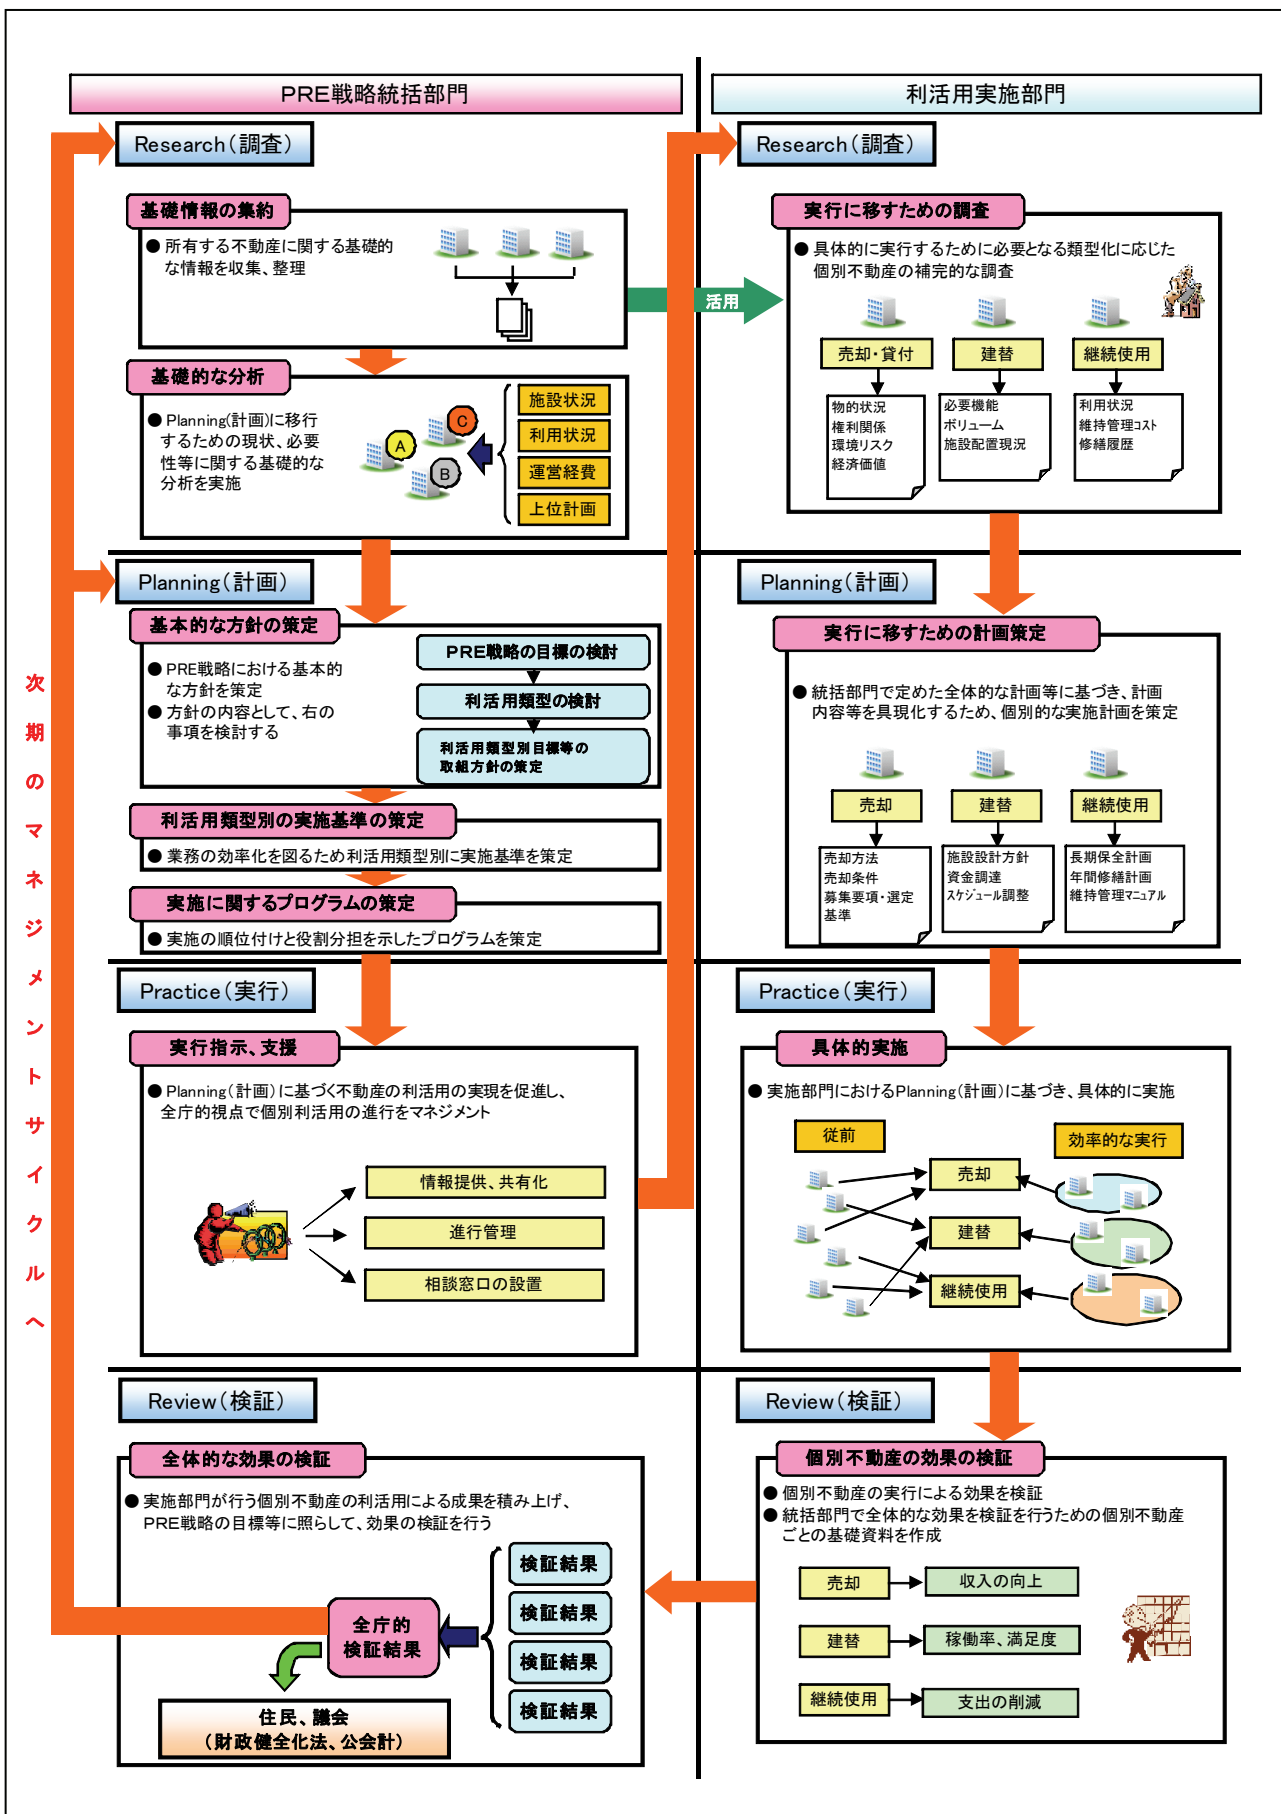 PRE戦略統括部門
利活用実施部門
Research(調査)
基礎情報の集約
● 所有する不動産に関する基礎的
な情報を収集、整理
活用
基礎的な分析
● Planning(計画)に移行
するための現状、必要
性等に関する基礎的な
分析を実施
A
B
C
施設状況
利用状況
運営経費
上位計画
Research(調査)
実行に移すための調査
● 具体的に実行するために必要となる類型化に応じた
個別不動産の補完的な調査
売却・貸付
建替
継続使用
物的状況
権利関係
環境リスク
経済価値
必要機能
ボリューム
施設配置現況
利用状況
維持管理コスト
修繕履歴
Planning(計画)
基本的な方針の策定
● PRE戦略における基本的
な方針を策定
● 方針の内容として、右の
事項を検討する
PRE戦略の目標の検討
利活用類型の検討
利活用類型別目標等の
取組方針の策定
利活用類型別の実施基準の策定
● 業務の効率化を図るため利活用類型別に実施基準を策定
実施に関するプログラムの策定
● 実施の順位付けと役割分担を示したプログラムを策定
Planning(計画)
実行に移すための計画策定
● 統括部門で定めた全体的な計画等に基づき、計画
内容等を具現化するため、個別的な実施計画を策定
売却
建替
継続使用
売却方法
売却条件
募集要項・選定
基準
施設設計方針
資金調達
スケジュール調整
長期保全計画
年間修繕計画
維持管理マニュアル
Practice(実行)
実行指示、支援
● Planning(計画)に基づく不動産の利活用の実現を促進し、
全庁的視点で個別利活用の進行をマネジメント
情報提供、共有化
進行管理
相談窓口の設置
Practice(実行)
具体的実施
● 実施部門におけるPlanning(計画)に基づき、具体的に実施
従前
効率的な実行
売却
建替
継続使用
Review(検証)
全体的な効果の検証
● 実施部門が行う個別不動産の利活用による成果を積み上げ、
PRE戦略の目標等に照らして、効果の検証を行う
検証結果
検証結果
検証結果
検証結果
全庁的
検証結果
住民、議会
(財政健全化法、公会計)
Review(検証)
個別不動産の効果の検証
● 個別不動産の実行による効果を検証
● 統括部門で全体的な効果を検証を行うための個別不動産
ごとの基礎資料を作成
売却
収入の向上
建替
稼働率、満足度
継続使用
支出の削減
次期のマネジメントサイクルへ